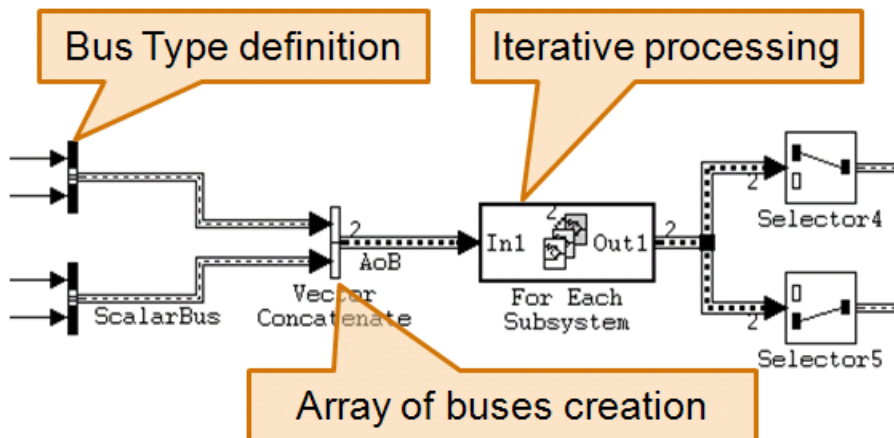 Bus Type definition
Iterative processing
2
2
2
In1
Out1
2
2
Selector4
AoB
ScalarBus
Vector
Concatenate
For Each
Subsystem
2
Selector5
Array of buses creation